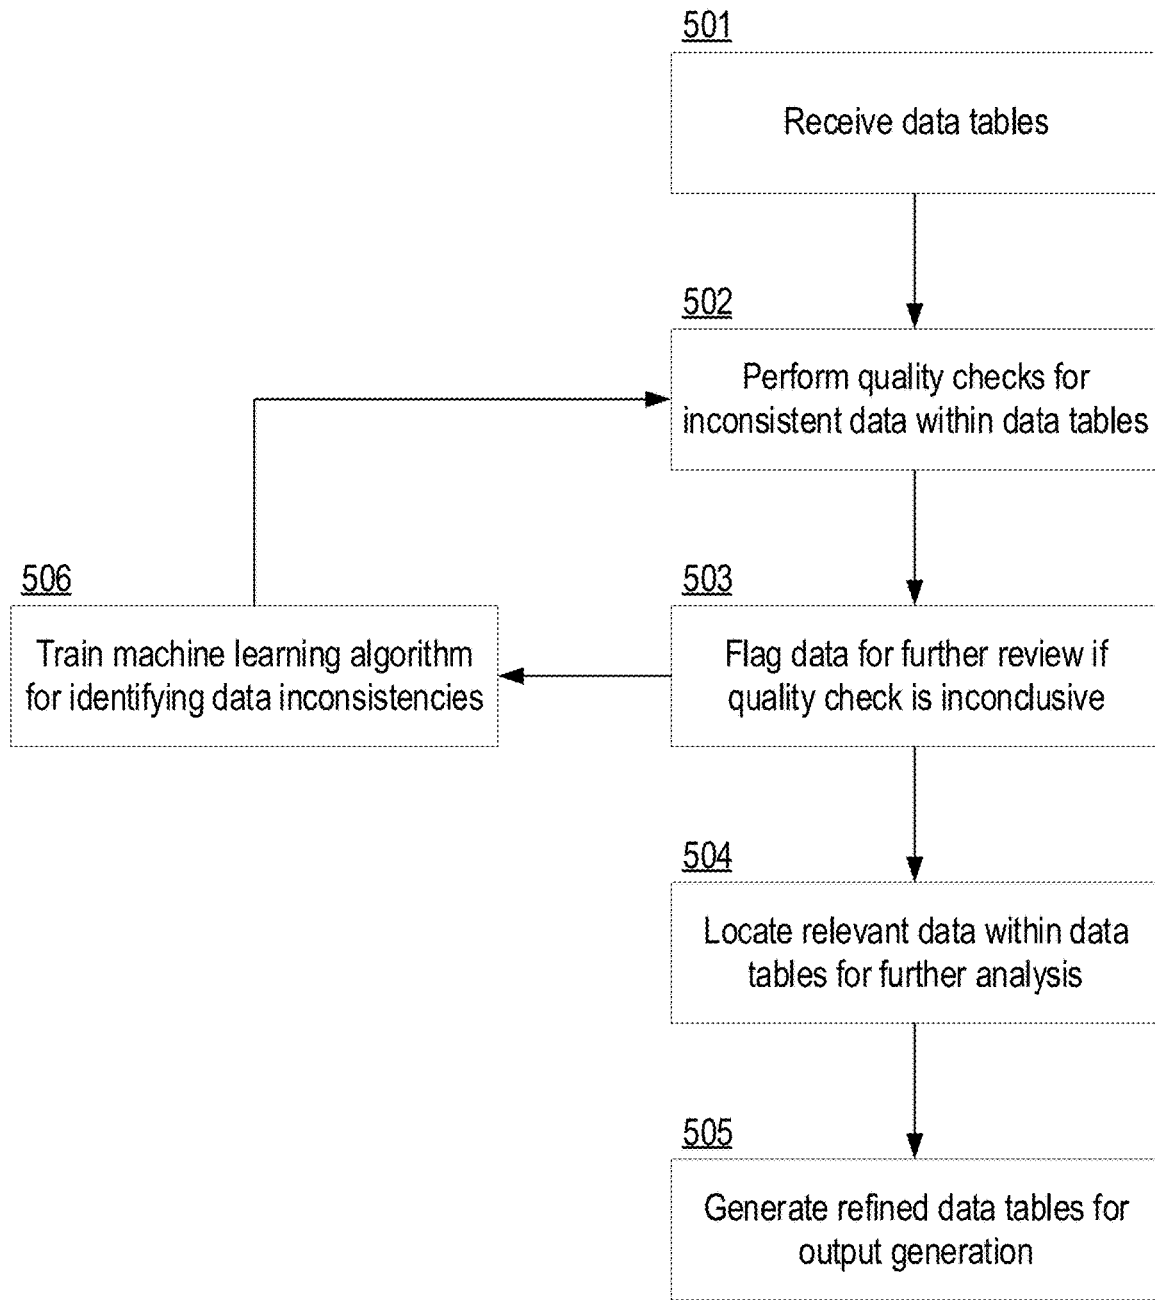 501
Receive data tables
502
Perform quality checks for
inconsistent data within data tables
506
Train machine learning algorithm
for identifying data inconsistencies
503
Flag data for further review if
quality check is inconclusive
504
Locate relevant data within data
tables for further analysis
505
Generate refined data tables for
output generation